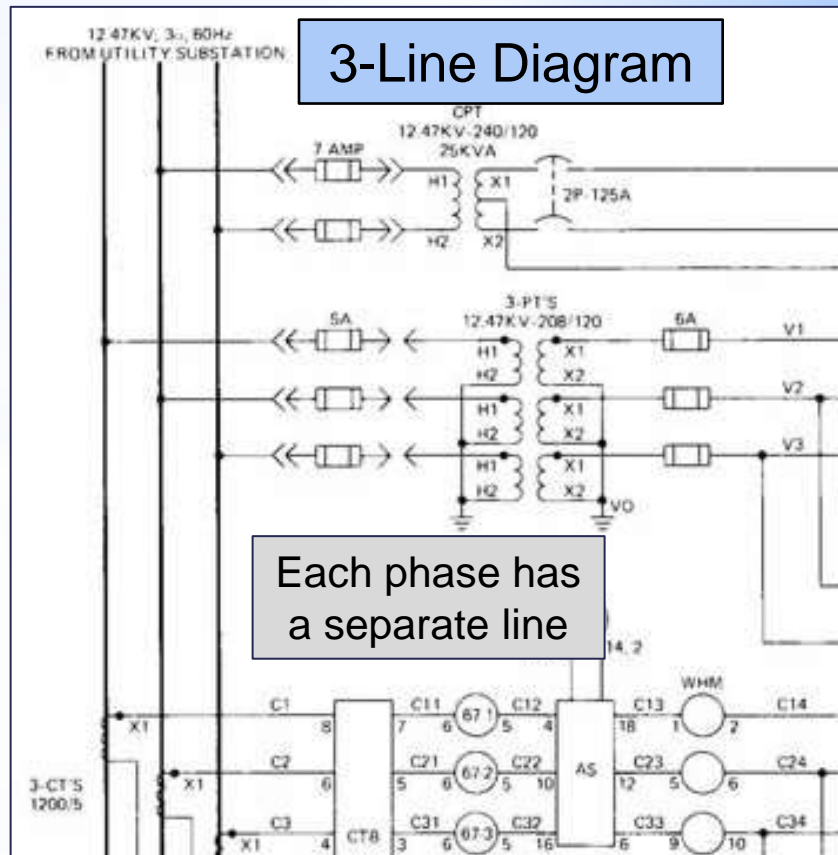 12.47KV, 3⌀, 60Hz
FROM UTILITY SUBSTATION
3-Line Diagram
CPT
12.47KV-240/120
25KVA
7 AMP
H1 X1
2P-125A
H2 X2
3-PT'S
12.47KV-208/120
5A
6A
V1
H1 X1
H2 X2
V2
H1 X1
H2 X2
V3
H1 X1
H2 X2
VO
Each phase has
a separate line
14, 2
WHM
C1 C11 C12 C13 C14
X1 8 7 6 67-1 5 4 18 1 2
C2 C21 C22 AS C23 C24
X1 6 5 6 67-2 5 10 12 5 6
3-CT'S
1200/5
C3 C31 C32 C33 C34
X1 4 CTB 3 6 67-3 5 16 6 9 10